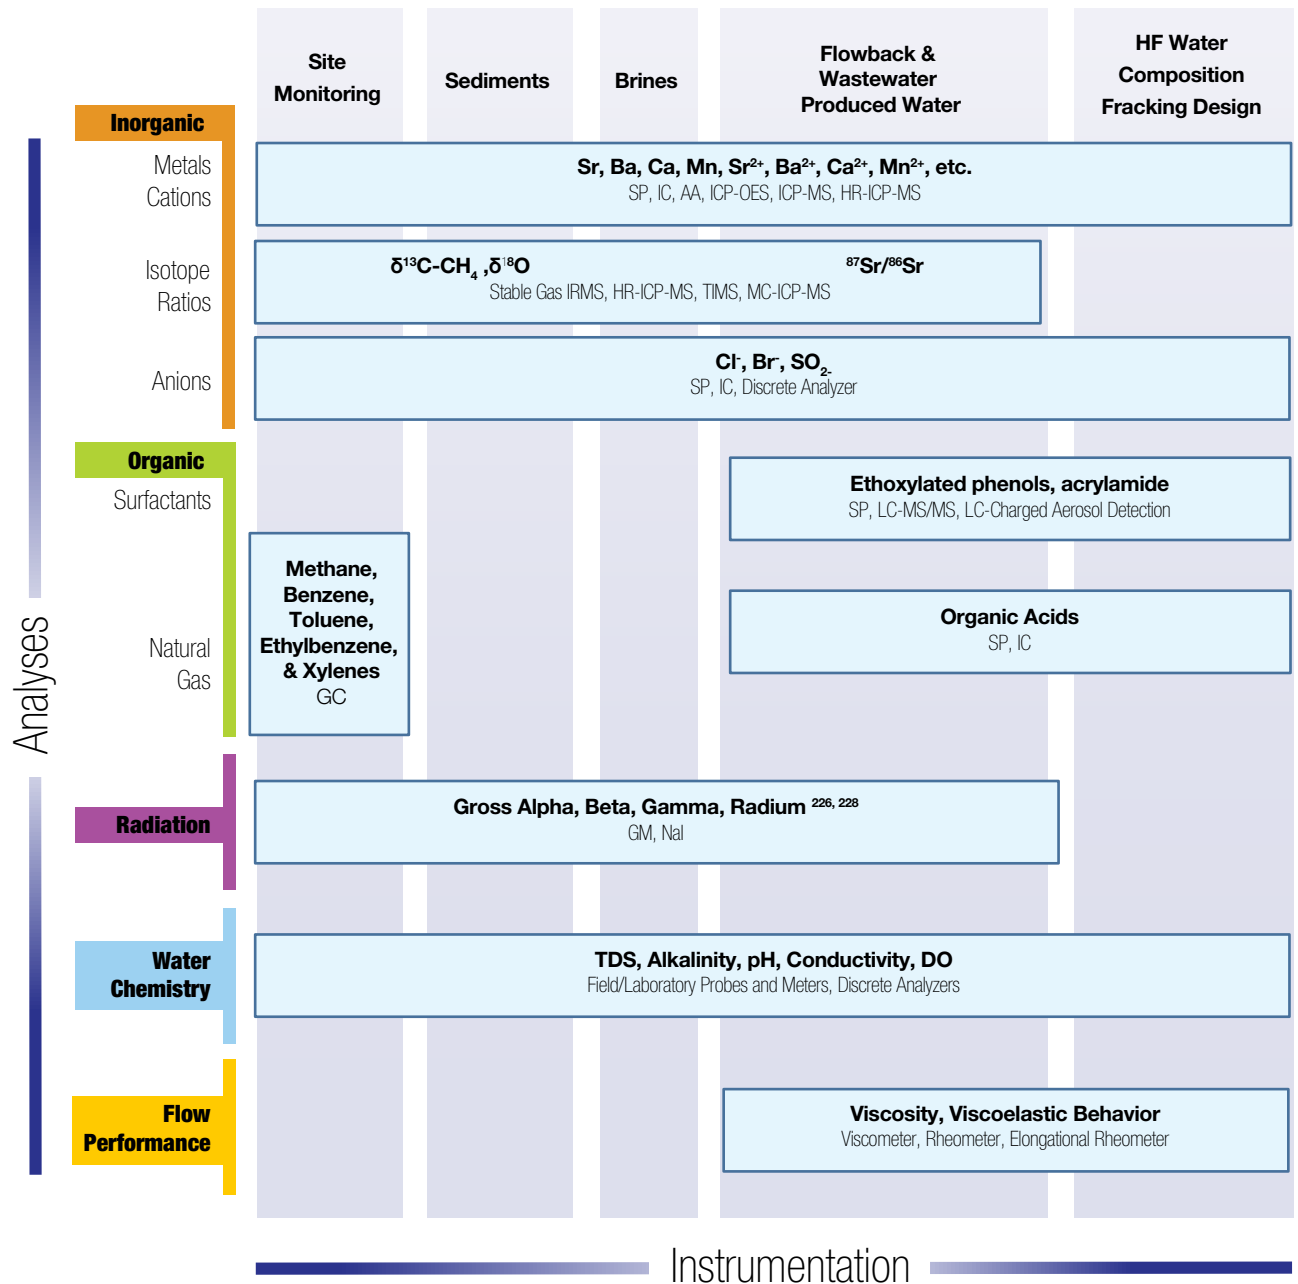 Site
Monitoring
Sediments
Brines
Flowback &
Wastewater
Produced Water
HF Water
Composition
Fracking Design
Inorganic
Metals
Cations
Sr, Ba, Ca, Mn, Sr²⁺, Ba²⁺, Ca²⁺, Mn²⁺, etc.
SP, IC, AA, ICP-OES, ICP-MS, HR-ICP-MS
Isotope
Ratios
δ¹³C-CH₄ ,δ¹⁸O
⁸⁷Sr/⁸⁶Sr
Stable Gas IRMS, HR-ICP-MS, TIMS, MC-ICP-MS
Anions
Cl⁻, Br⁻, SO₂₋
SP, IC, Discrete Analyzer
Organic
Surfactants
Ethoxylated phenols, acrylamide
SP, LC-MS/MS, LC-Charged Aerosol Detection
Natural
Gas
Methane,
Benzene,
Toluene,
Ethylbenzene,
& Xylenes
GC
Organic Acids
SP, IC
Radiation
Gross Alpha, Beta, Gamma, Radium ²²⁶, ²²⁸
GM, NaI
Water
Chemistry
TDS, Alkalinity, pH, Conductivity, DO
Field/Laboratory Probes and Meters, Discrete Analyzers
Flow
Performance
Viscosity, Viscoelastic Behavior
Viscometer, Rheometer, Elongational Rheometer
Analyses
Instrumentation